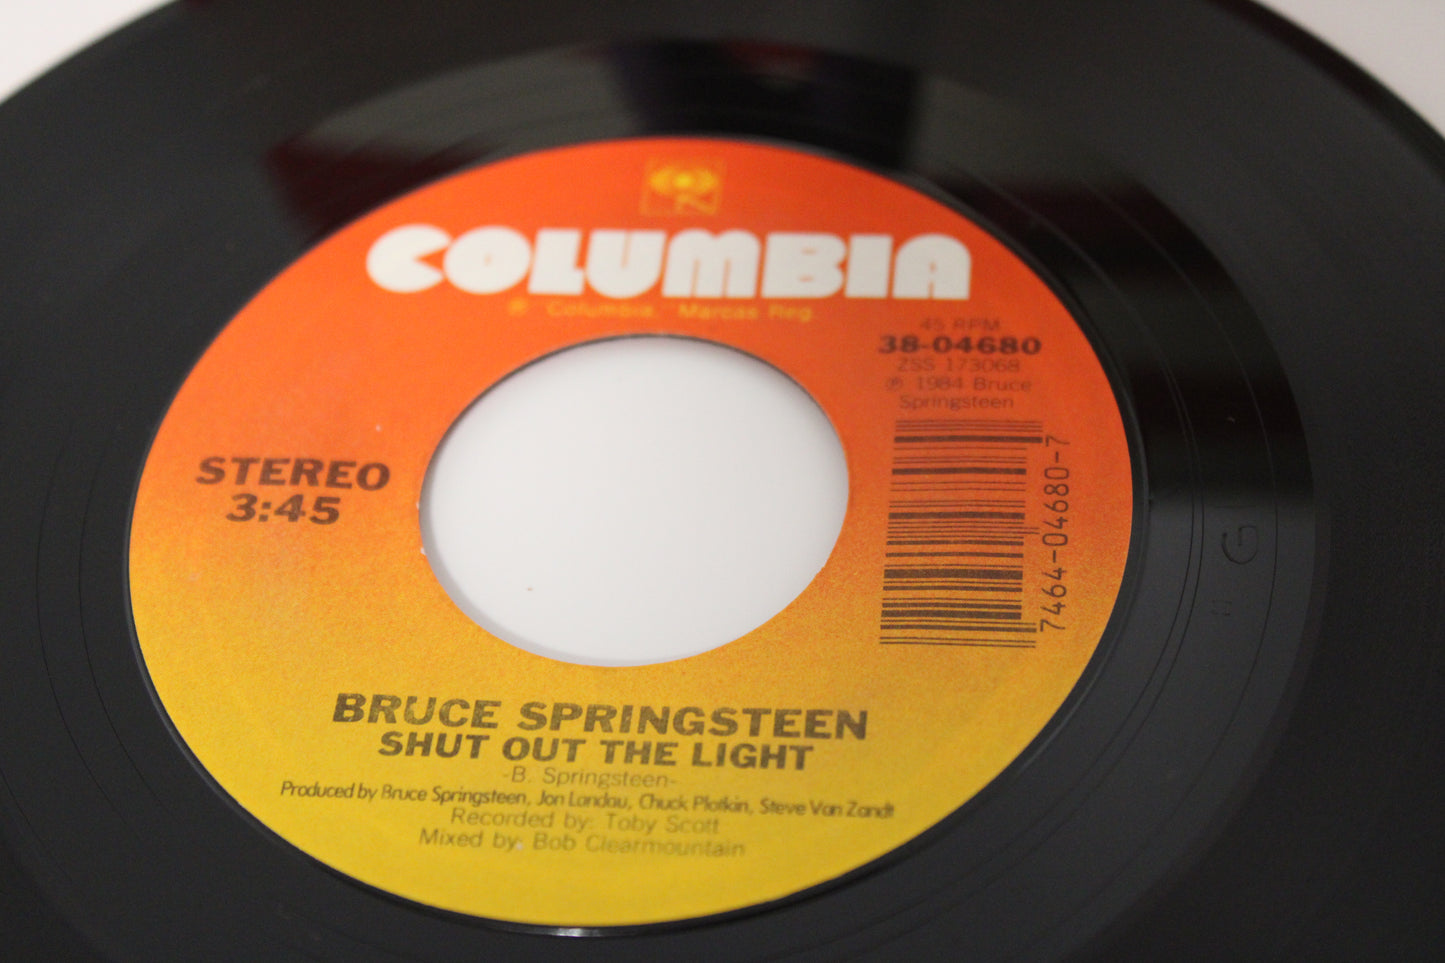 COLUMBIA
® "Columbia," Marcas Reg.
45 RPM
38-04680
ZSS 173068
℗ 1984 Bruce
Springsteen
7464-04680-7
STEREO
3:45
BRUCE SPRINGSTEEN
SHUT OUT THE LIGHT
-B. Springsteen-
Produced by Bruce Springsteen, Jon Landau, Chuck Plotkin, Steve Van Zandt
Recorded by: Toby Scott
Mixed by: Bob Clearmountain
G